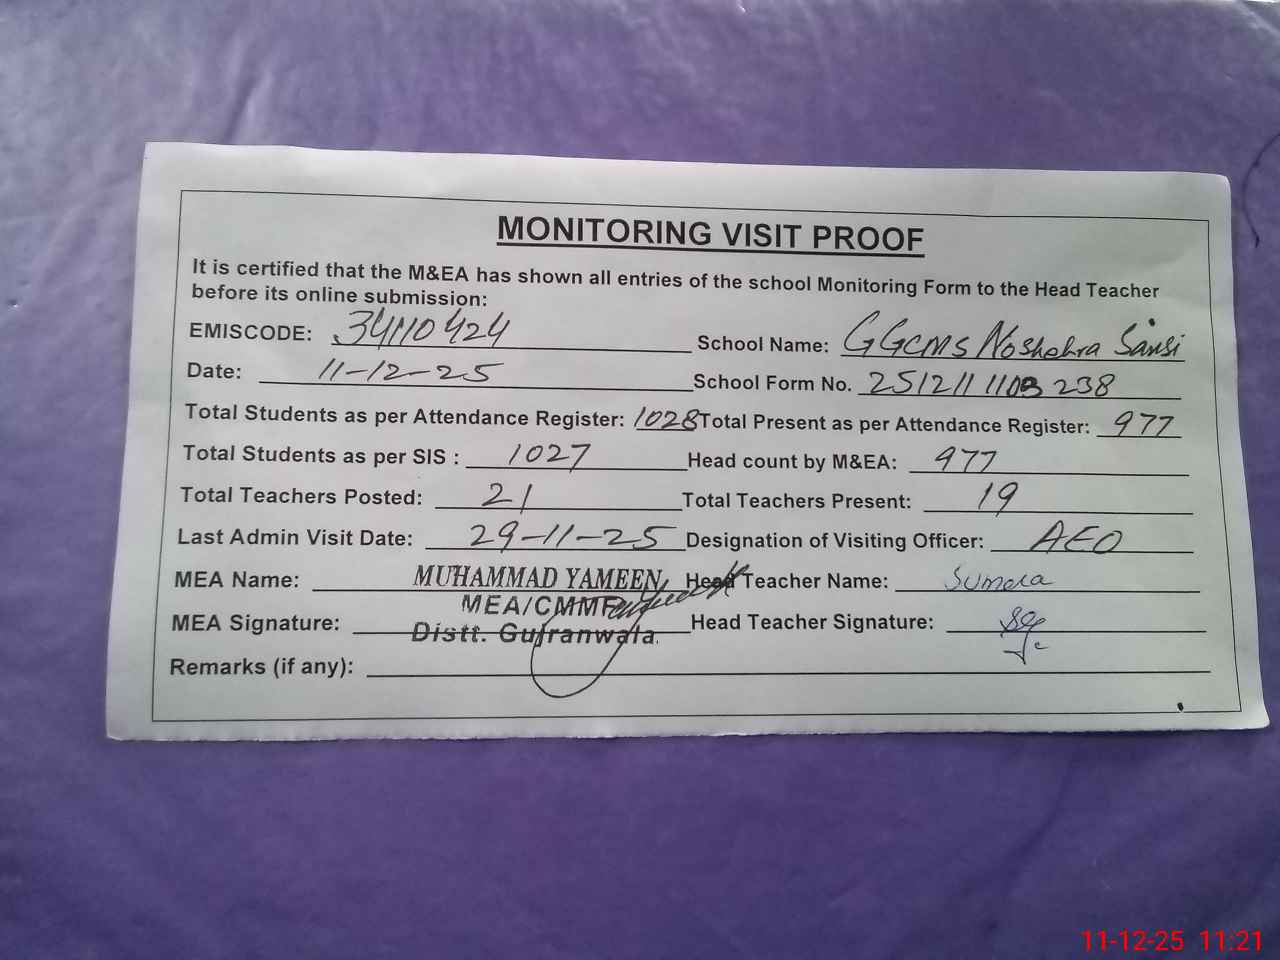 MONITORING VISIT PROOF
It is certified that the M&EA has shown all entries of the school Monitoring Form to the Head Teacher
before its online submission:
EMISCODE: 34110424 School Name: GGCMS Noshehra Sansi
Date: 11-12-25 School Form No. 251211 1103 238
Total Students as per Attendance Register: 1028 Total Present as per Attendance Register: 977
Total Students as per SIS : 1027 Head count by M&EA: 977
Total Teachers Posted: 21 Total Teachers Present: 19
Last Admin Visit Date: 29-11-25 Designation of Visiting Officer: AEO
MEA Name: MUHAMMAD YAMEEN Head Teacher Name: Sumera
MEA/CMMF
MEA Signature: Distt. Gujranwala. Head Teacher Signature:
Remarks (if any):
11-12-25 11:21